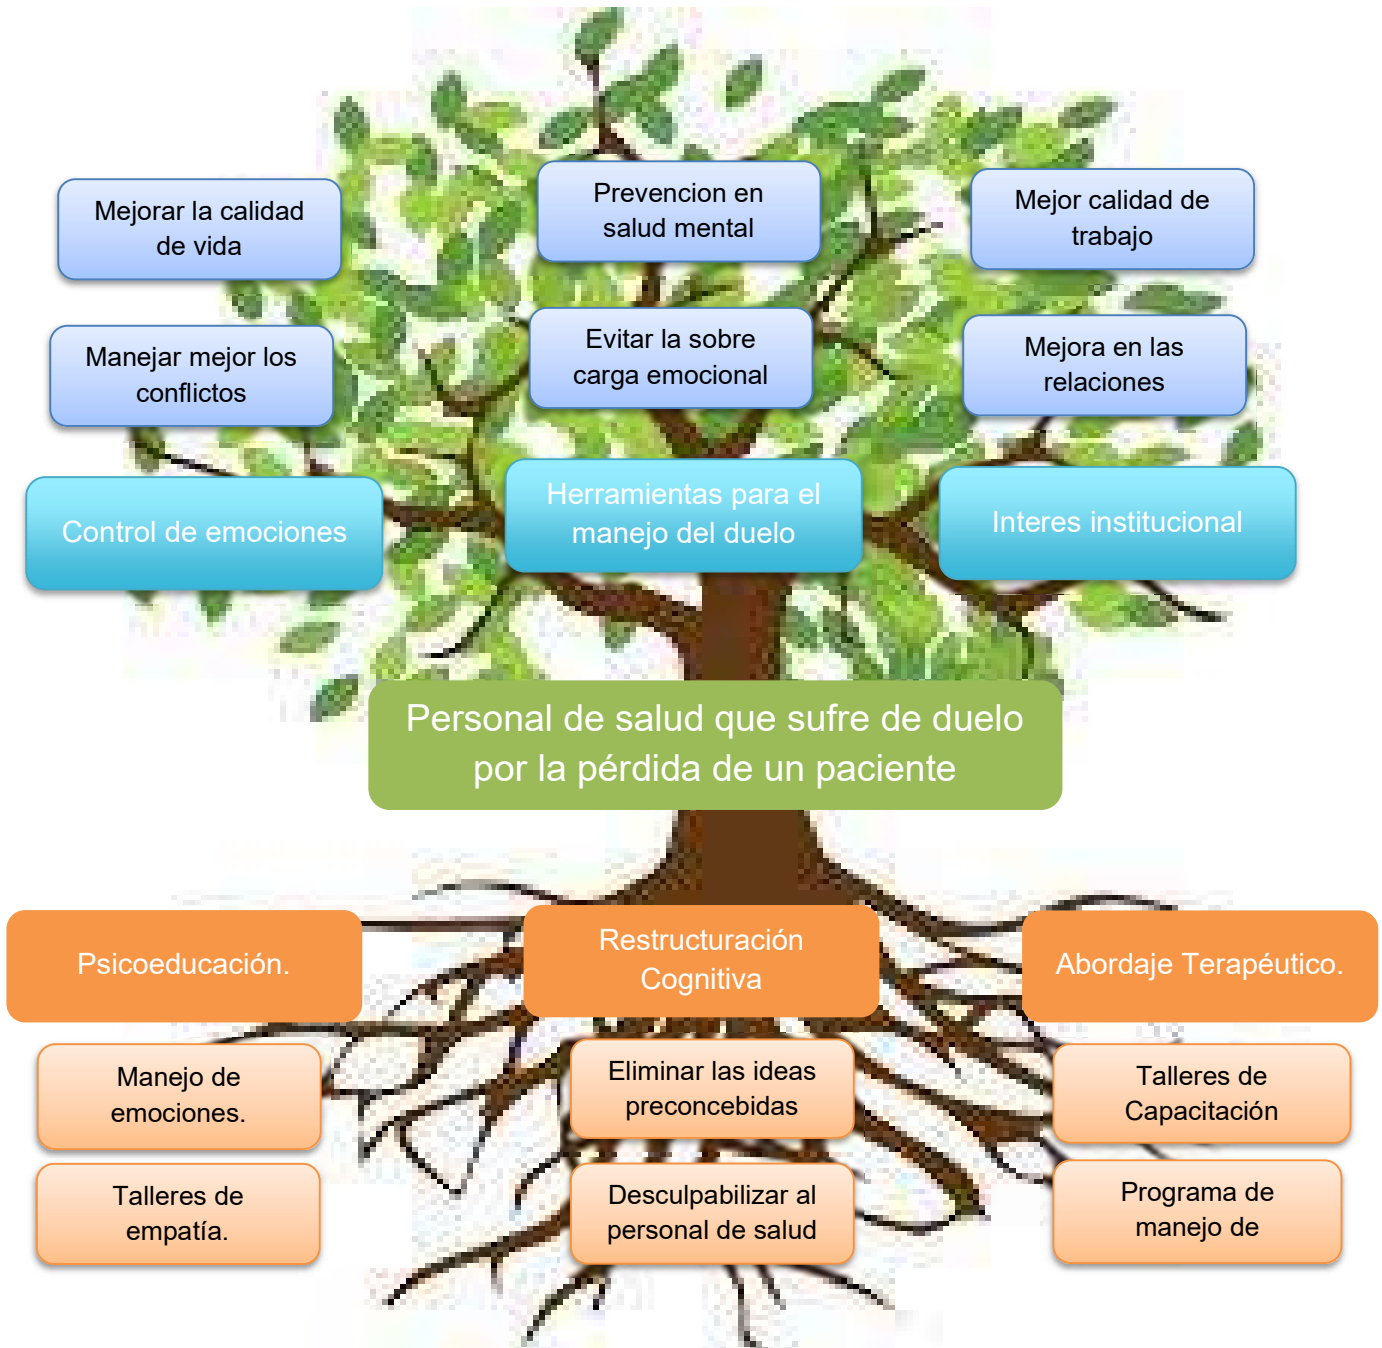 Mejorar la calidad
de vida
Prevencion en
salud mental
Mejor calidad de
trabajo
Manejar mejor los
conflictos
Evitar la sobre
carga emocional
Mejora en las
relaciones
Control de emociones
Herramientas para el
manejo del duelo
Interes institucional
Personal de salud que sufre de duelo
por la pérdida de un paciente
Psicoeducación.
Restructuración
Cognitiva
Abordaje Terapéutico.
Manejo de
emociones.
Eliminar las ideas
preconcebidas
Talleres de
Capacitación
Talleres de
empatía.
Desculpabilizar al
personal de salud
Programa de
manejo de